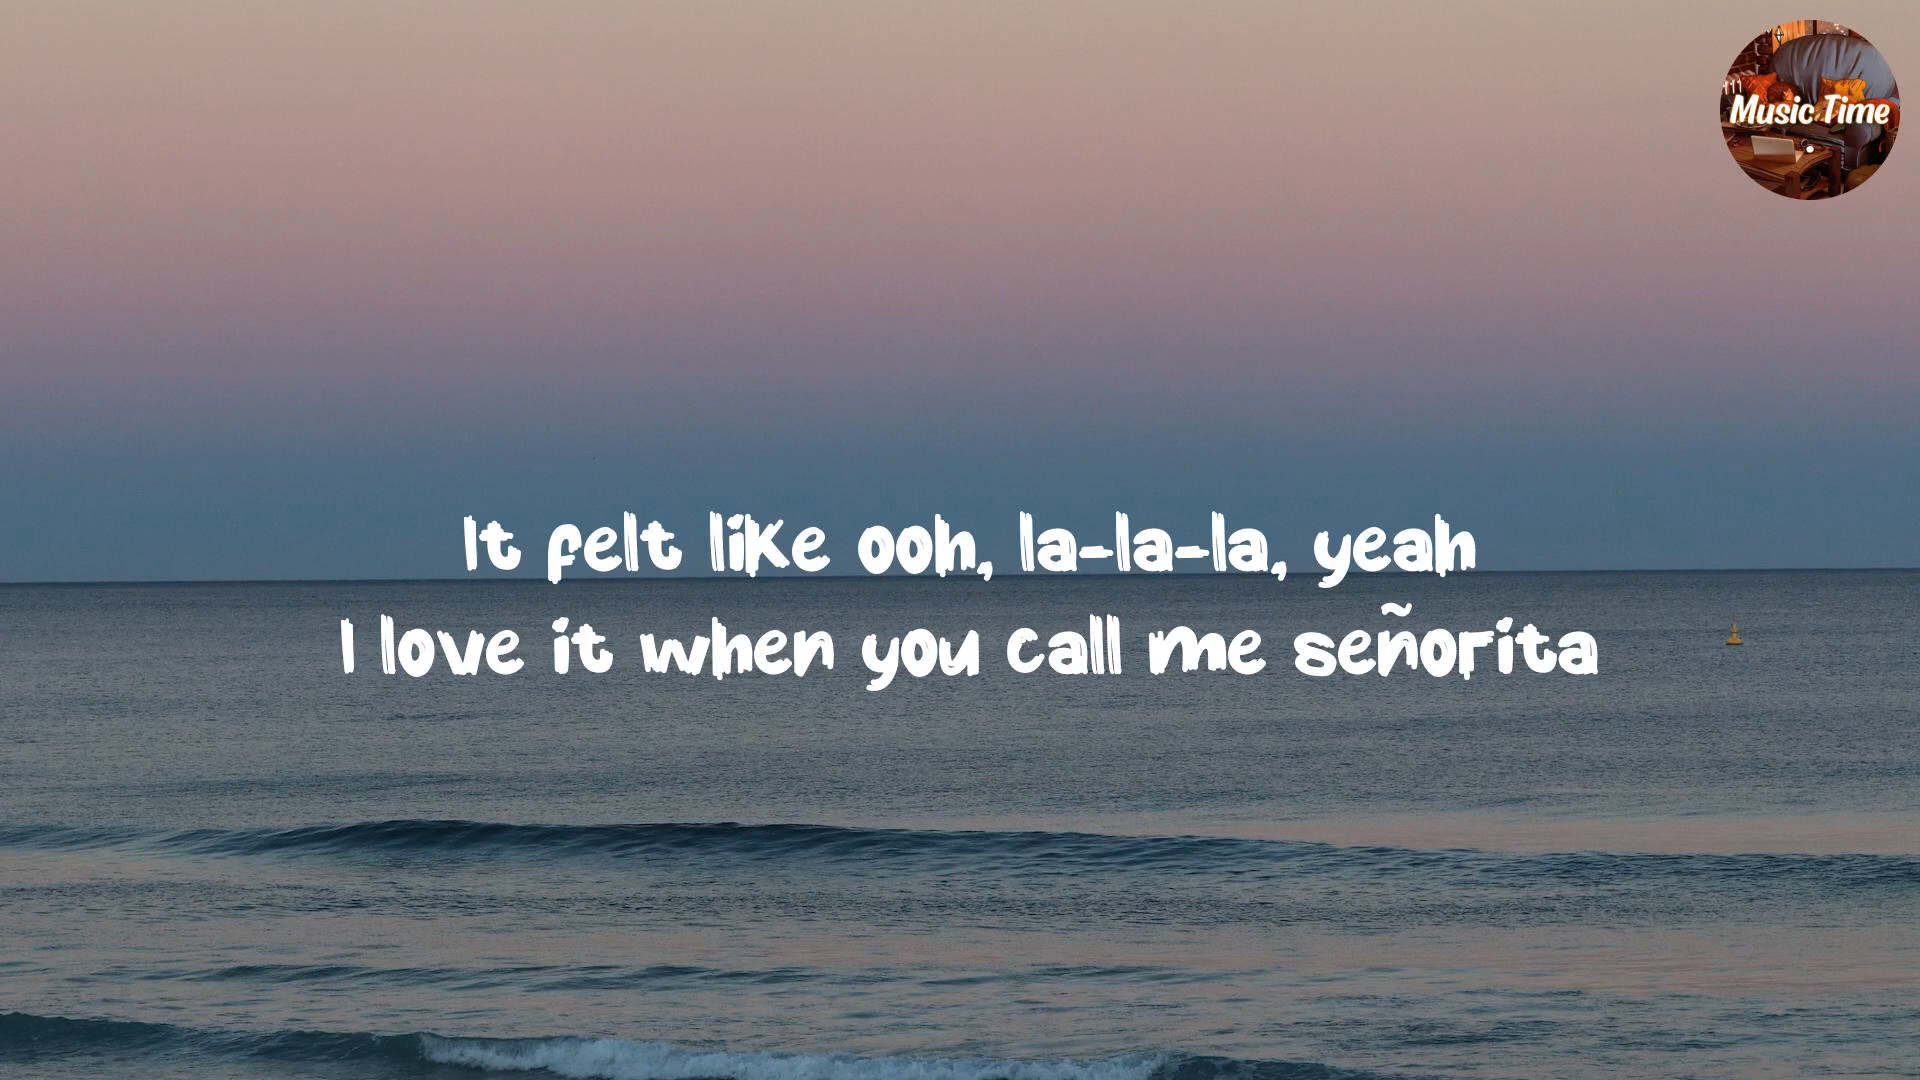 Music Time
It felt like ooh, la-la-la, yeah
I love it when you call me señorita